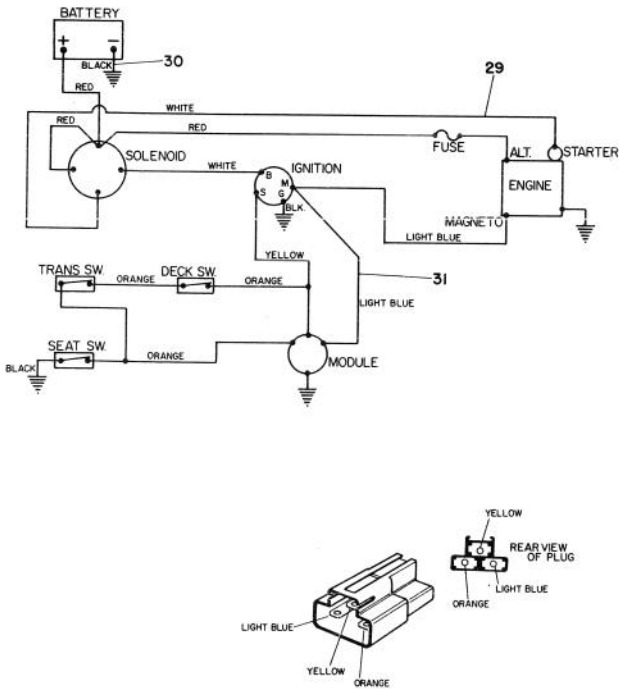 BATTERY
+ −
BLACK
30
RED
29
WHITE
RED
RED
SOLENOID
FUSE
ALT.
STARTER
WHITE
IGNITION
B
M
S
G
BLK.
ENGINE
MAGNETO
LIGHT BLUE
YELLOW
TRANS SW.
ORANGE
DECK SW.
ORANGE
31
LIGHT BLUE
SEAT SW.
ORANGE
BLACK
MODULE
YELLOW
REAR VIEW
OF PLUG
LIGHT BLUE
ORANGE
LIGHT BLUE
YELLOW
ORANGE